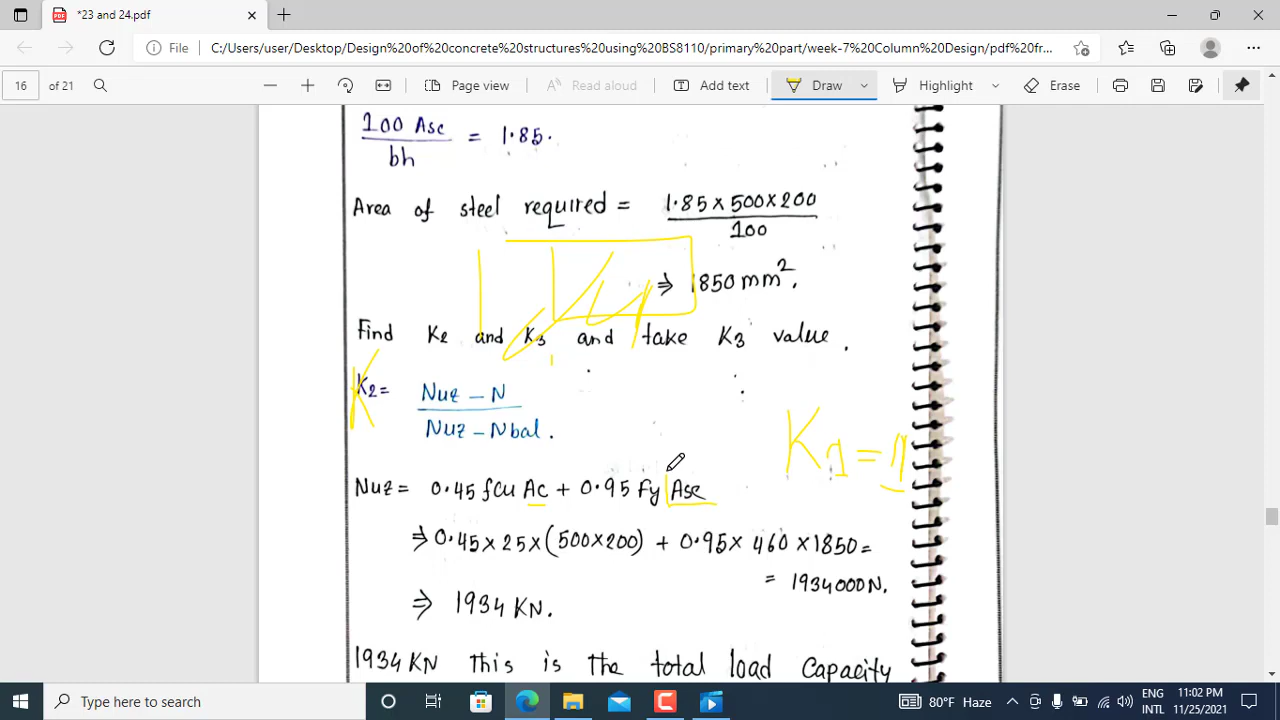 *23 and 24.pdf
File C:/Users/user/Desktop/Design%20of%20concrete%20structures%20using%20BS8110/primary%20part/week-7%20Column%20Design/pdf%20fr...
16 of 21 Page view Read aloud Add text Draw Highlight Erase
100 Asc
bh
= 1.85.
Area of steel required = 1.85 x 500 x 200
100
⇒ 1850 mm².
Find K2 and K3 and take K3 value.
K
K2 = Nuz - N
Nuz - Nbal.
K1 = 1
Nuz = 0.45 fcu Ac + 0.95 fy Asc
⇒ 0.45 x 25 x (500 x 200) + 0.95 x 460 x 1850 =
= 1934000N.
⇒ 1934 KN.
1934 KN this is the total load capacity
Type here to search
80°F Haze
ENG
INTL
1:02 PM
11/25/2021